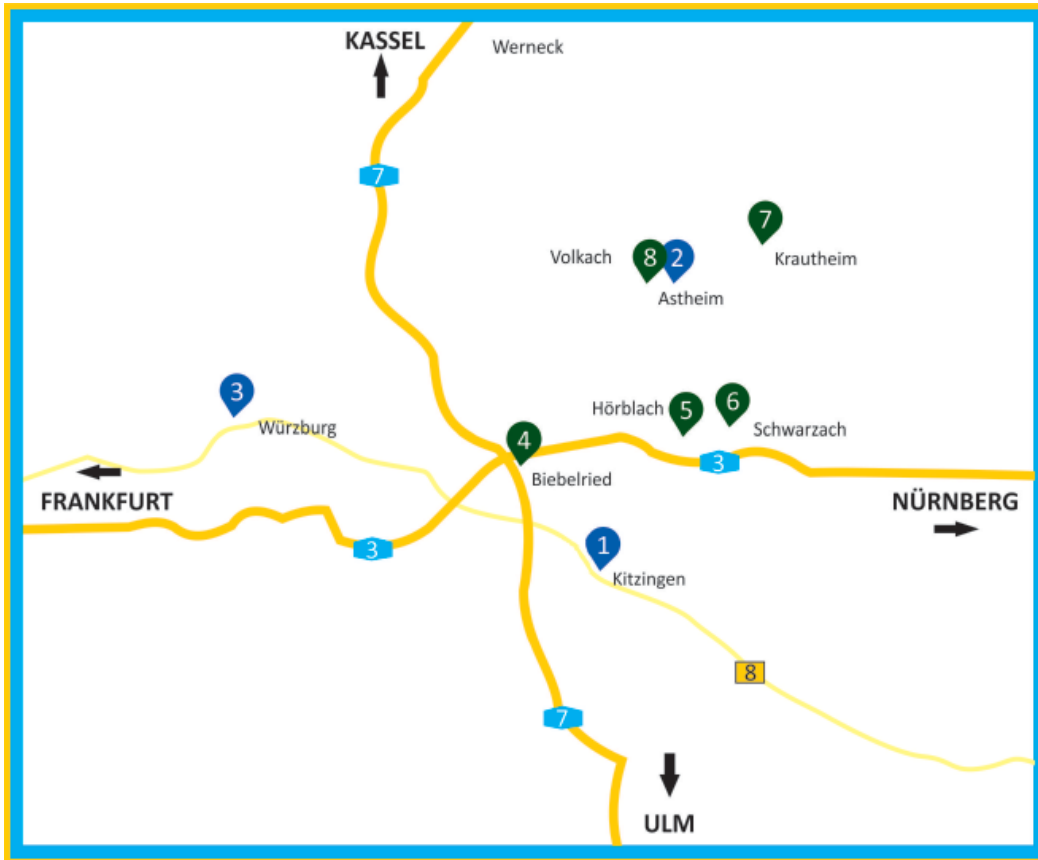 KASSEL
Werneck
7
7
Volkach
8
2
Krautheim
Astheim
3
Würzburg
Hörblach
5
6
Schwarzach
4
3
Biebelried
FRANKFURT
NÜRNBERG
3
1
Kitzingen
8
7
ULM